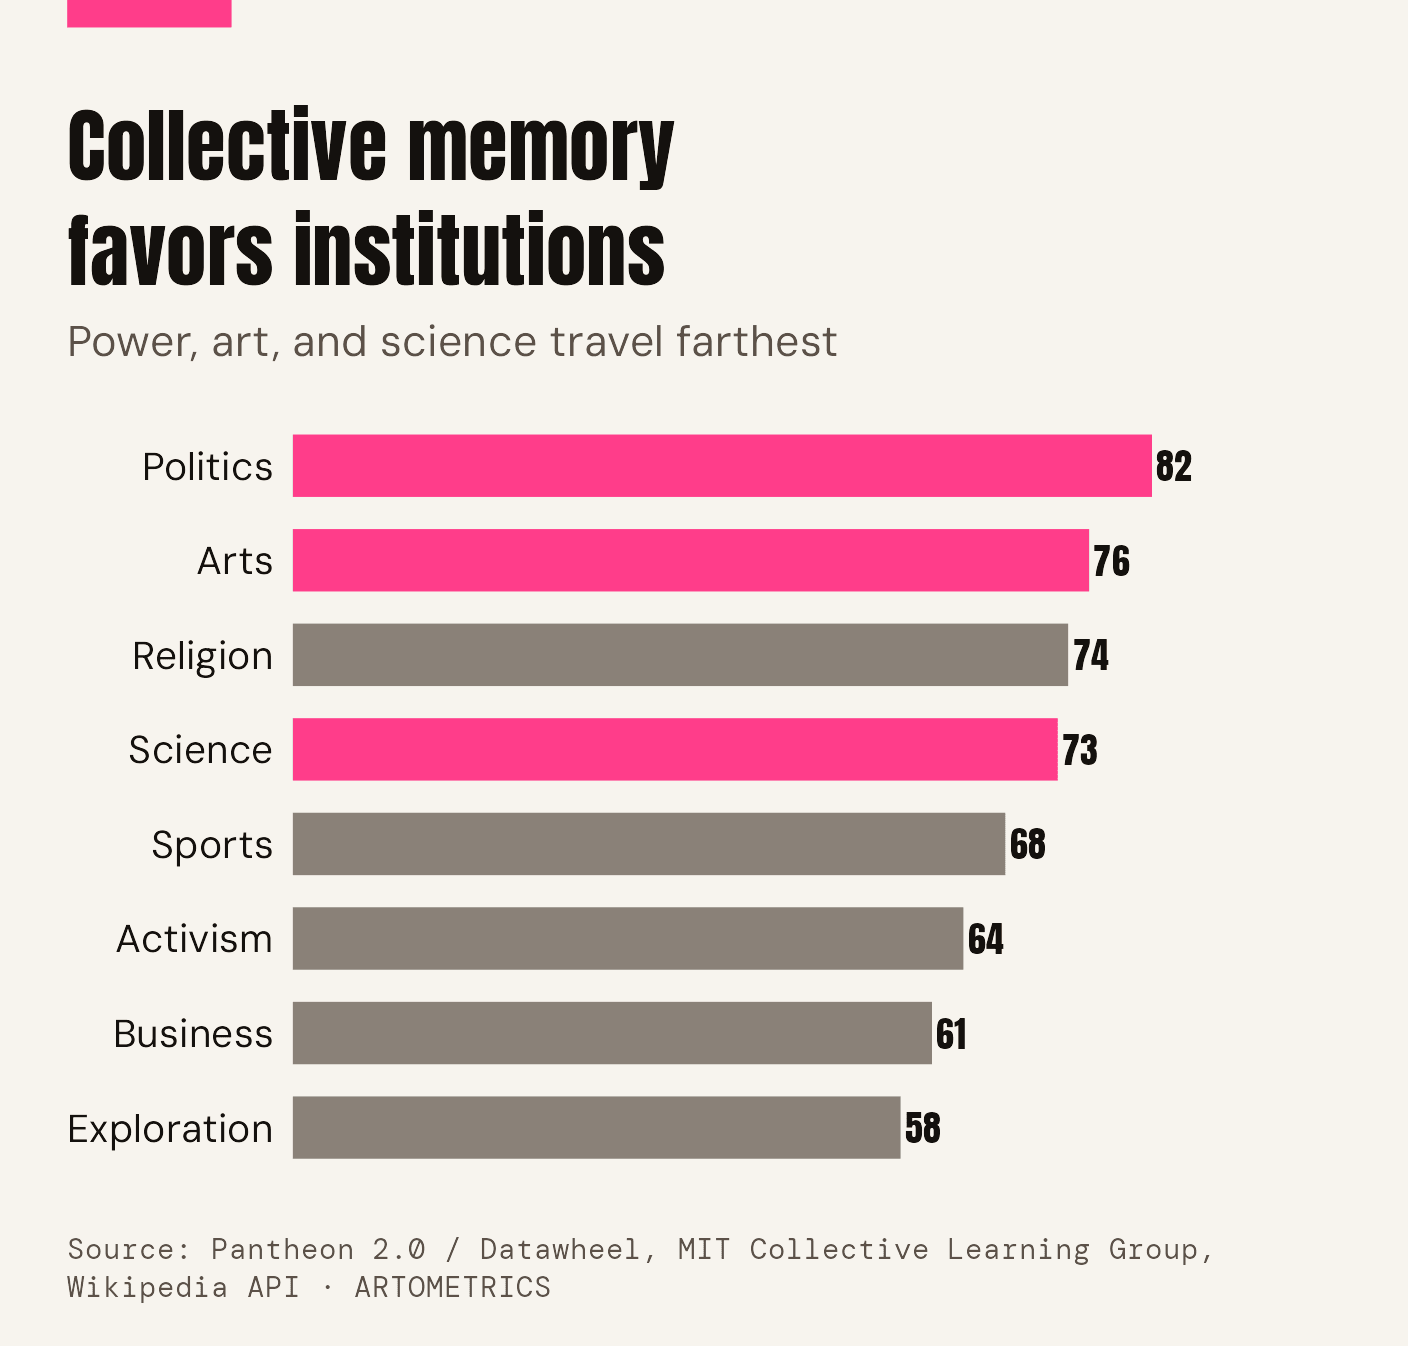 Collective memory
favors institutions
Power, art, and science travel farthest
Politics 82
Arts 76
Religion 74
Science 73
Sports 68
Activism 64
Business 61
Exploration 58
Source: Pantheon 2.0 / Datawheel, MIT Collective Learning Group,
Wikipedia API · ARTOMETRICS